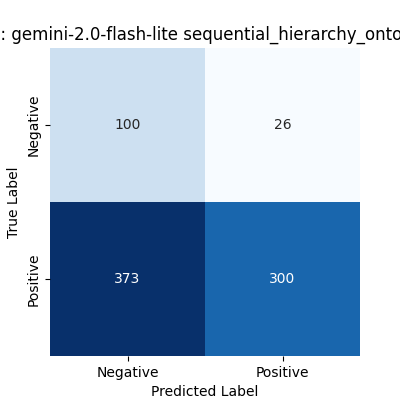 : gemini-2.0-flash-lite sequential_hierarchy_onto
True Label
Negative
100
26
Positive
373
300
Negative
Positive
Predicted Label